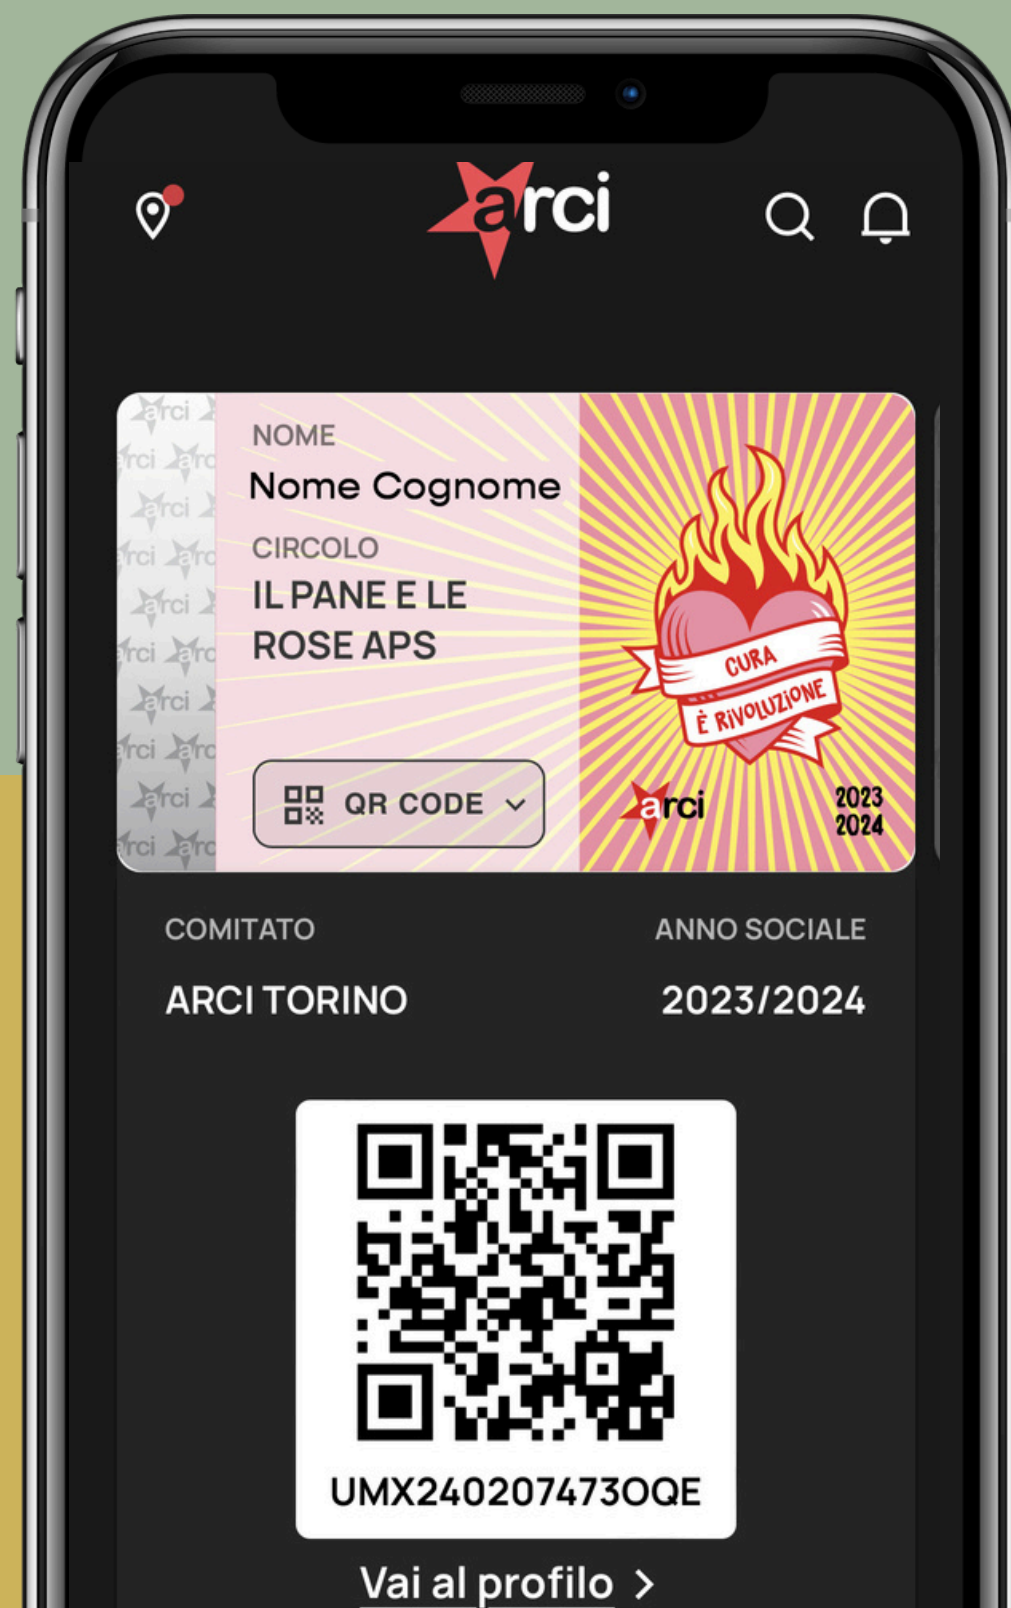 arci
NOME
Nome Cognome
CIRCOLO
IL PANE E LE
ROSE APS
QR CODE
CURA
È RiVOLUZiONE
arci
2023
2024
COMITATO
ANNO SOCIALE
ARCI TORINO
2023/2024
UMX240207473OQE
Vai al profilo